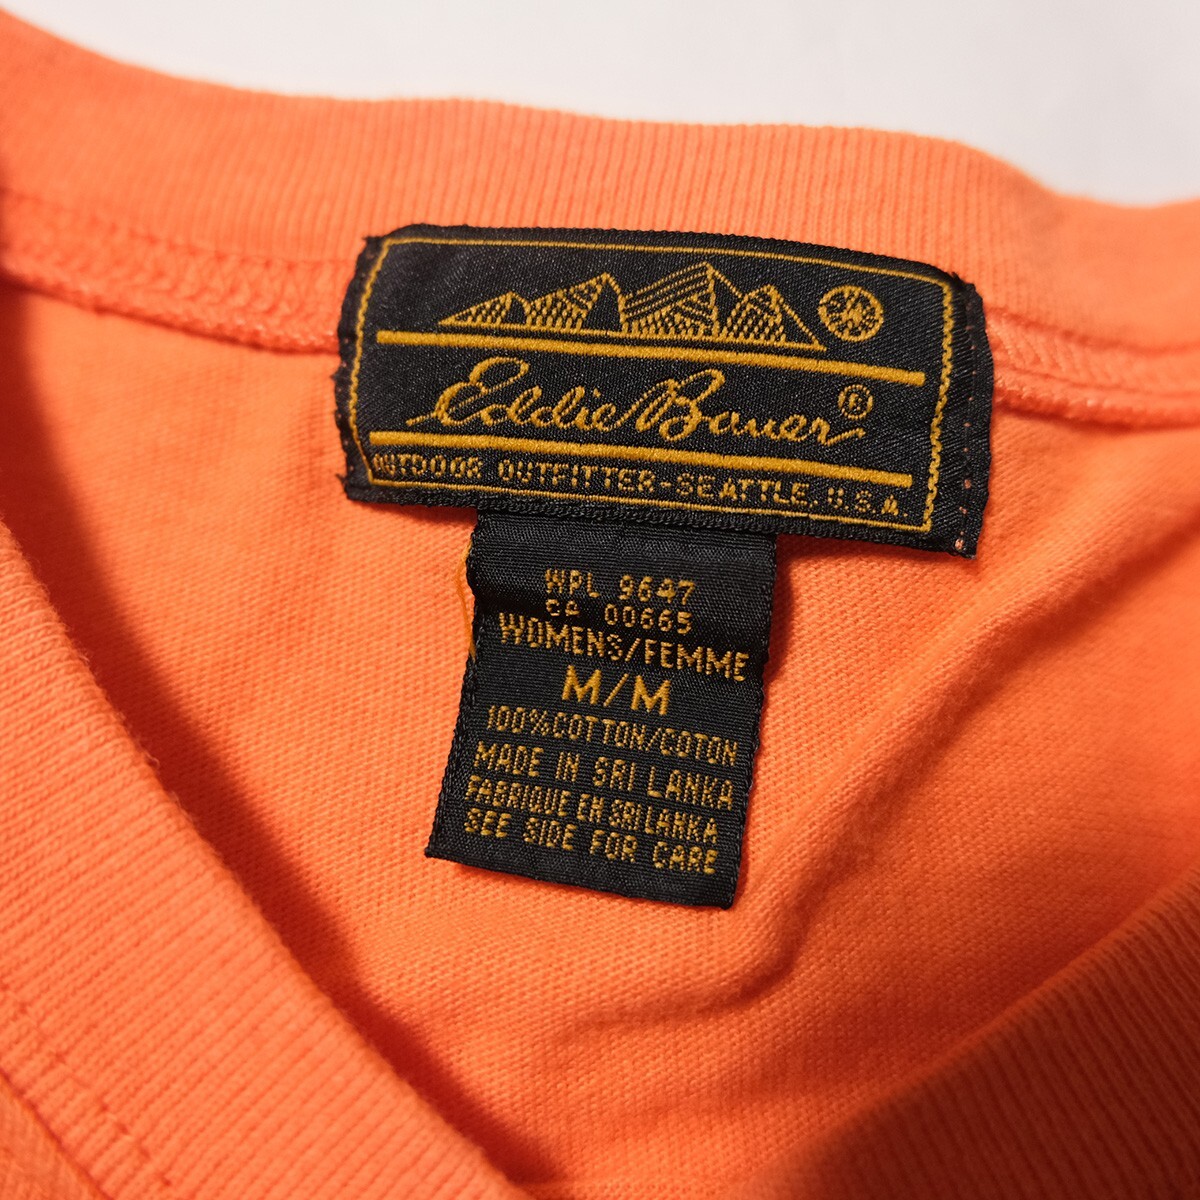 Eddie Bauer®
OUTDOOR OUTFITTER-SEATTLE, U.S.A.
WPL 9647
CA 00665
WOMENS/FEMME
M/M
100%COTTON/COTON
MADE IN SRI LANKA
FABRIQUE EN SRI LANKA
SEE SIDE FOR CARE